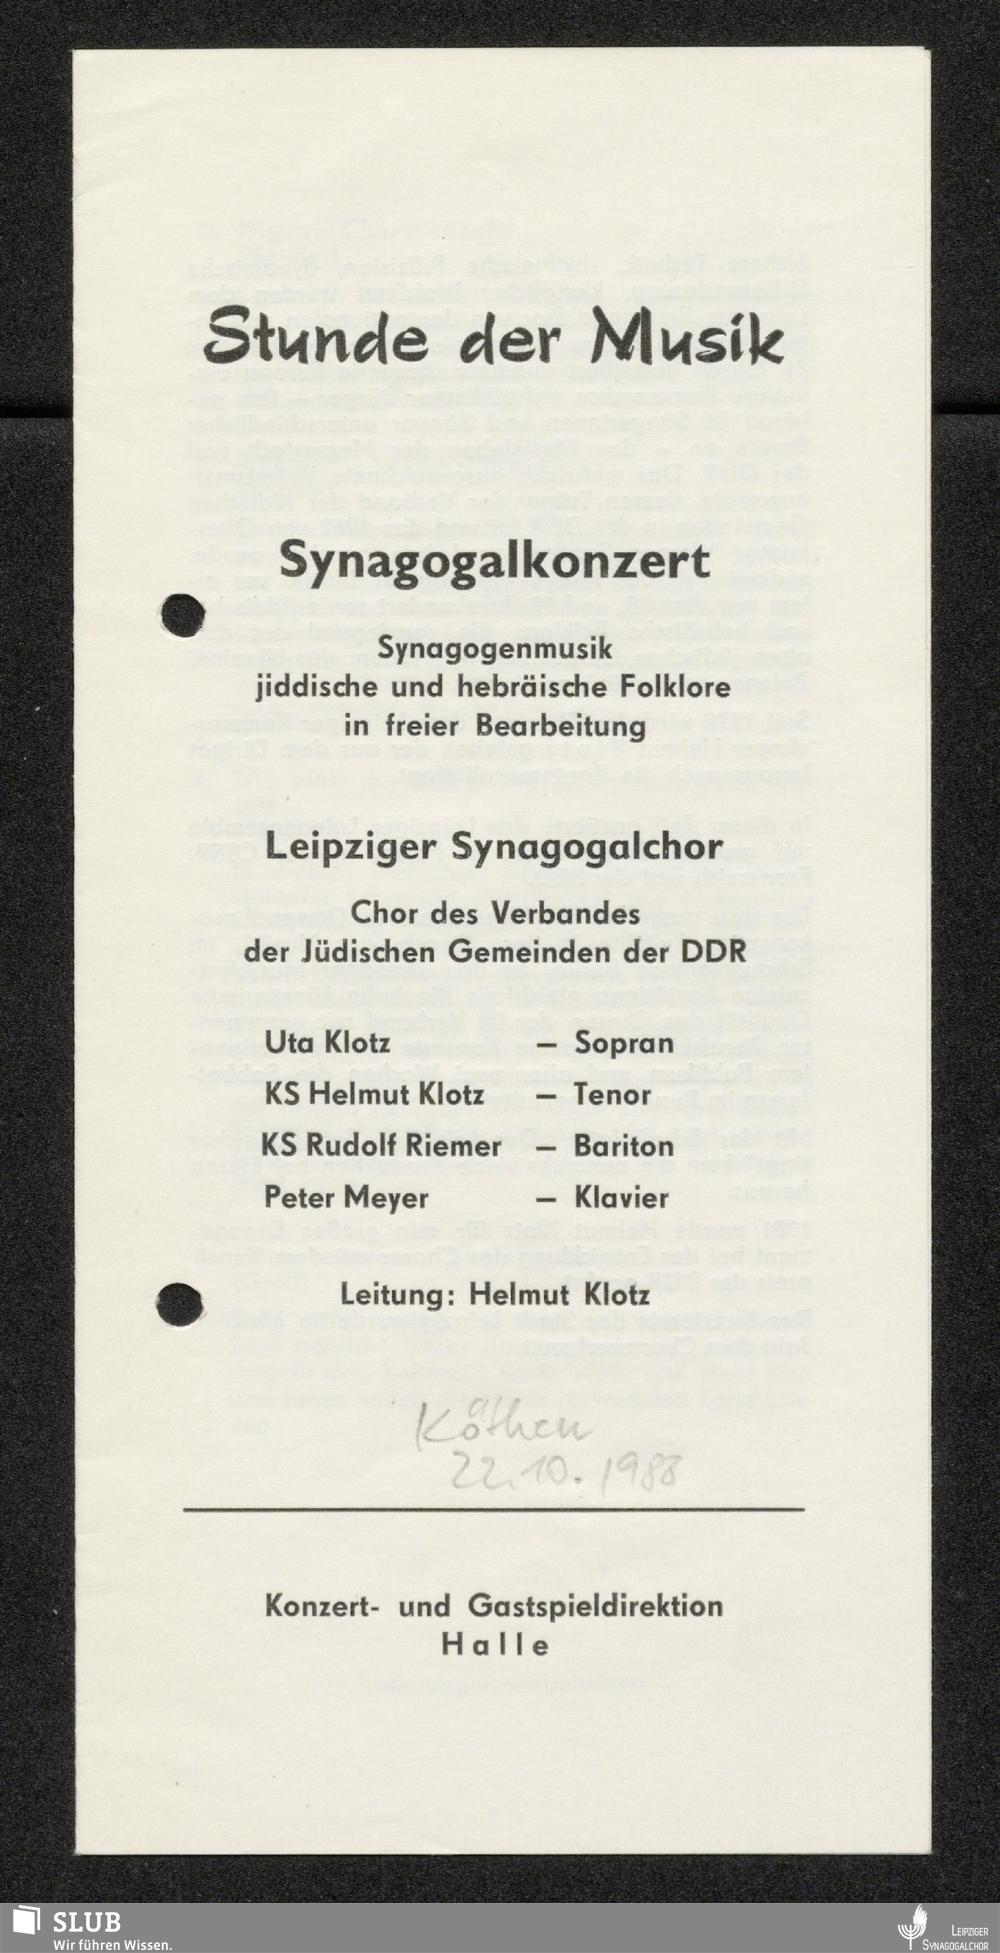 Stunde der Musik
Synagogalkonzert
Synagogenmusik
jiddische und hebräische Folklore
in freier Bearbeitung
Leipziger Synagogalchor
Chor des Verbandes
der Jüdischen Gemeinden der DDR
Uta Klotz – Sopran
KS Helmut Klotz – Tenor
KS Rudolf Riemer – Bariton
Peter Meyer – Klavier
Leitung: Helmut Klotz
Köthen
22.10.1988
Konzert- und Gastspieldirektion
Halle
SLUB
Wir führen Wissen.
LEIPZIGER
SYNAGOGALCHOR